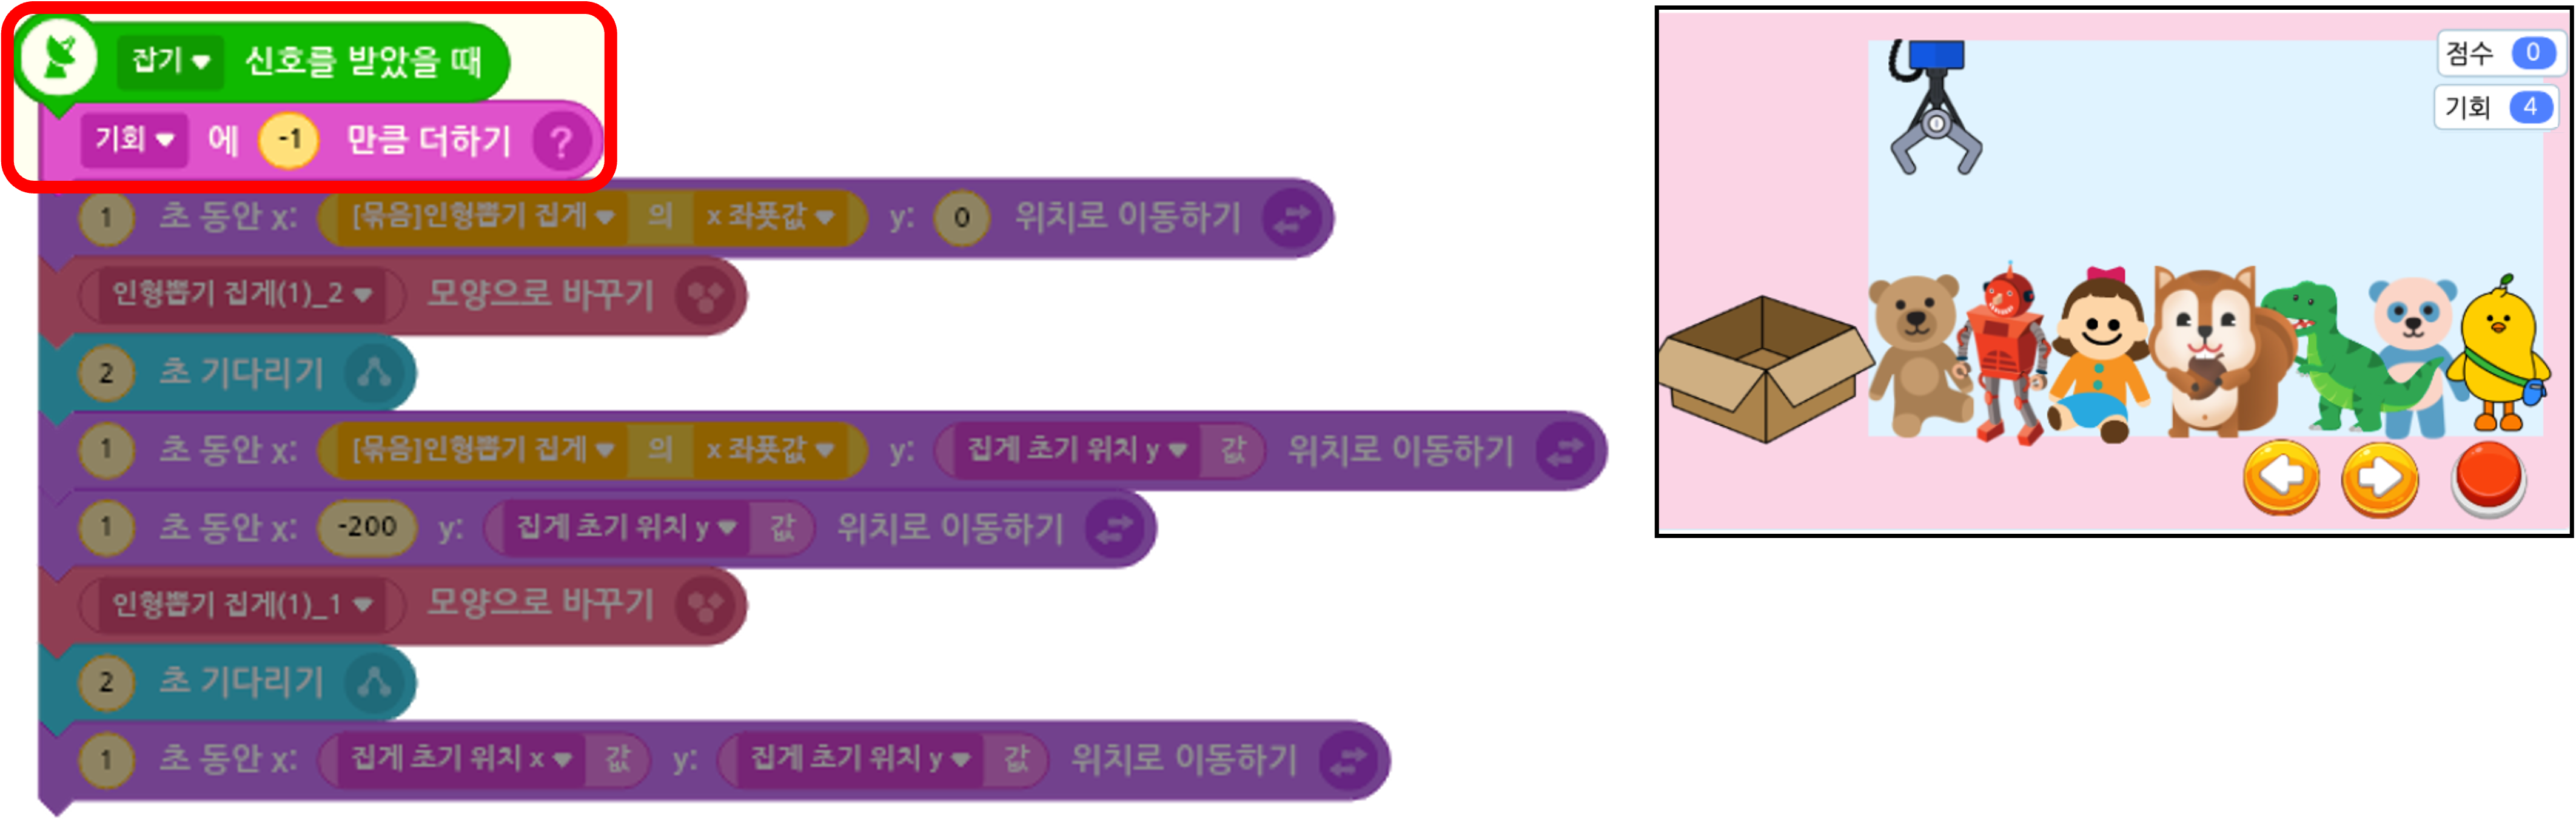 잡기 신호를 받았을 때
기회 에 -1 만큼 더하기 ?
1 초 동안 x: [묶음]인형뽑기 집게 의 x 좌푯값 y: 0 위치로 이동하기
인형뽑기 집게(1)_2 모양으로 바꾸기
2 초 기다리기
1 초 동안 x: [묶음]인형뽑기 집게 의 x 좌푯값 y: 집게 초기 위치 y 값 위치로 이동하기
1 초 동안 x: -200 y: 집게 초기 위치 y 값 위치로 이동하기
인형뽑기 집게(1)_1 모양으로 바꾸기
2 초 기다리기
1 초 동안 x: 집게 초기 위치 x 값 y: 집게 초기 위치 y 값 위치로 이동하기
점수 0
기회 4